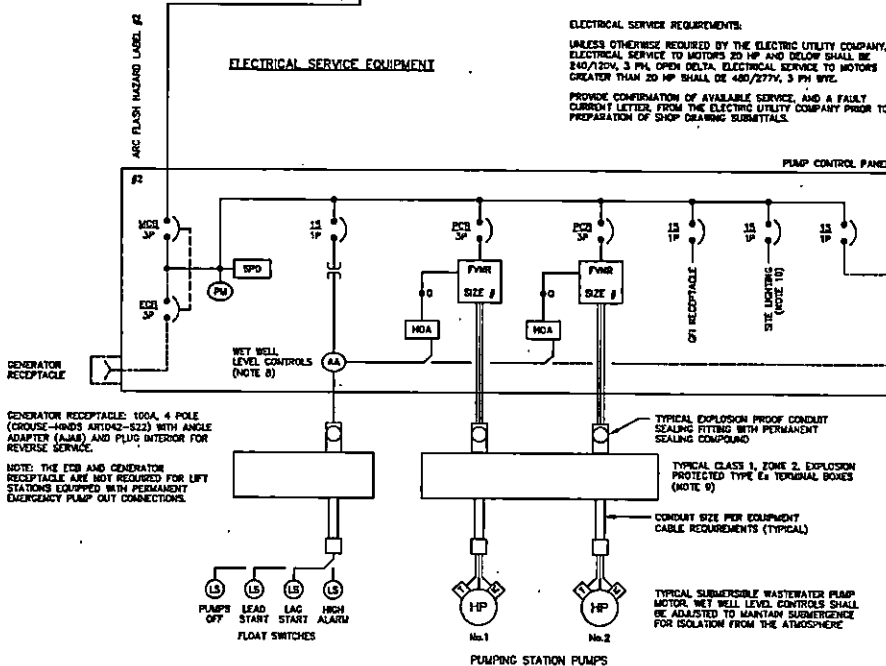 ELECTRICAL SERVICE REQUIREMENTS:
UNLESS OTHERWISE REQUIRED BY THE ELECTRIC UTILITY COMPANY,
ELECTRICAL SERVICE TO MOTORS 20 HP AND BELOW SHALL BE
240/120V, 3 PH, OPEN DELTA. ELECTRICAL SERVICE TO MOTORS
GREATER THAN 20 HP SHALL BE 480/277V, 3 PH WYE.
PROVIDE CONFIRMATION OF AVAILABLE SERVICE, AND A FAULT
CURRENT LETTER, FROM THE ELECTRIC UTILITY COMPANY PRIOR TO
PREPARATION OF SHOP DRAWING SUBMITTALS.
ARC FLASH HAZARD LABEL #2
ELECTRICAL SERVICE EQUIPMENT
PUMP CONTROL PANEL
#2
MCB
3P
15
1P
PCB
3P
PCB
3P
15
1P
15
1P
15
1P
SPD
PM
FVNR
SIZE #
FVNR
SIZE #
GFI RECEPTACLE
SITE LIGHTING
(NOTE 10)
ECB
3P
G
HOA
G
HOA
WET WELL
LEVEL CONTROLS
(NOTE 8)
AA
GENERATOR
RECEPTACLE
GENERATOR RECEPTACLE: 100A, 4 POLE
(CROUSE-HINDS AR1042-S22) WITH ANGLE
ADAPTER (AJA8) AND PLUG INTERIOR FOR
REVERSE SERVICE.
NOTE: THE ECB AND GENERATOR
RECEPTACLE ARE NOT REQUIRED FOR LIFT
STATIONS EQUIPPED WITH PERMANENT
EMERGENCY PUMP OUT CONNECTIONS.
TYPICAL EXPLOSION PROOF CONDUIT
SEALING FITTING WITH PERMANENT
SEALING COMPOUND
TYPICAL CLASS 1, ZONE 2, EXPLOSION
PROTECTED TYPE Ex TERMINAL BOXES
(NOTE 9)
CONDUIT SIZE PER EQUIPMENT
CABLE REQUIREMENTS (TYPICAL)
LS
LS
LS
LS
PUMPS
OFF
LEAD
START
LAG
START
HIGH
ALARM
FLOAT SWITCHES
T
M
HP
No.1
T
M
HP
No.2
TYPICAL SUBMERSIBLE WASTEWATER PUMP
MOTOR. WET WELL LEVEL CONTROLS SHALL
BE ADJUSTED TO MAINTAIN SUBMERGENCE
FOR ISOLATION FROM THE ATMOSPHERE
PUMPING STATION PUMPS